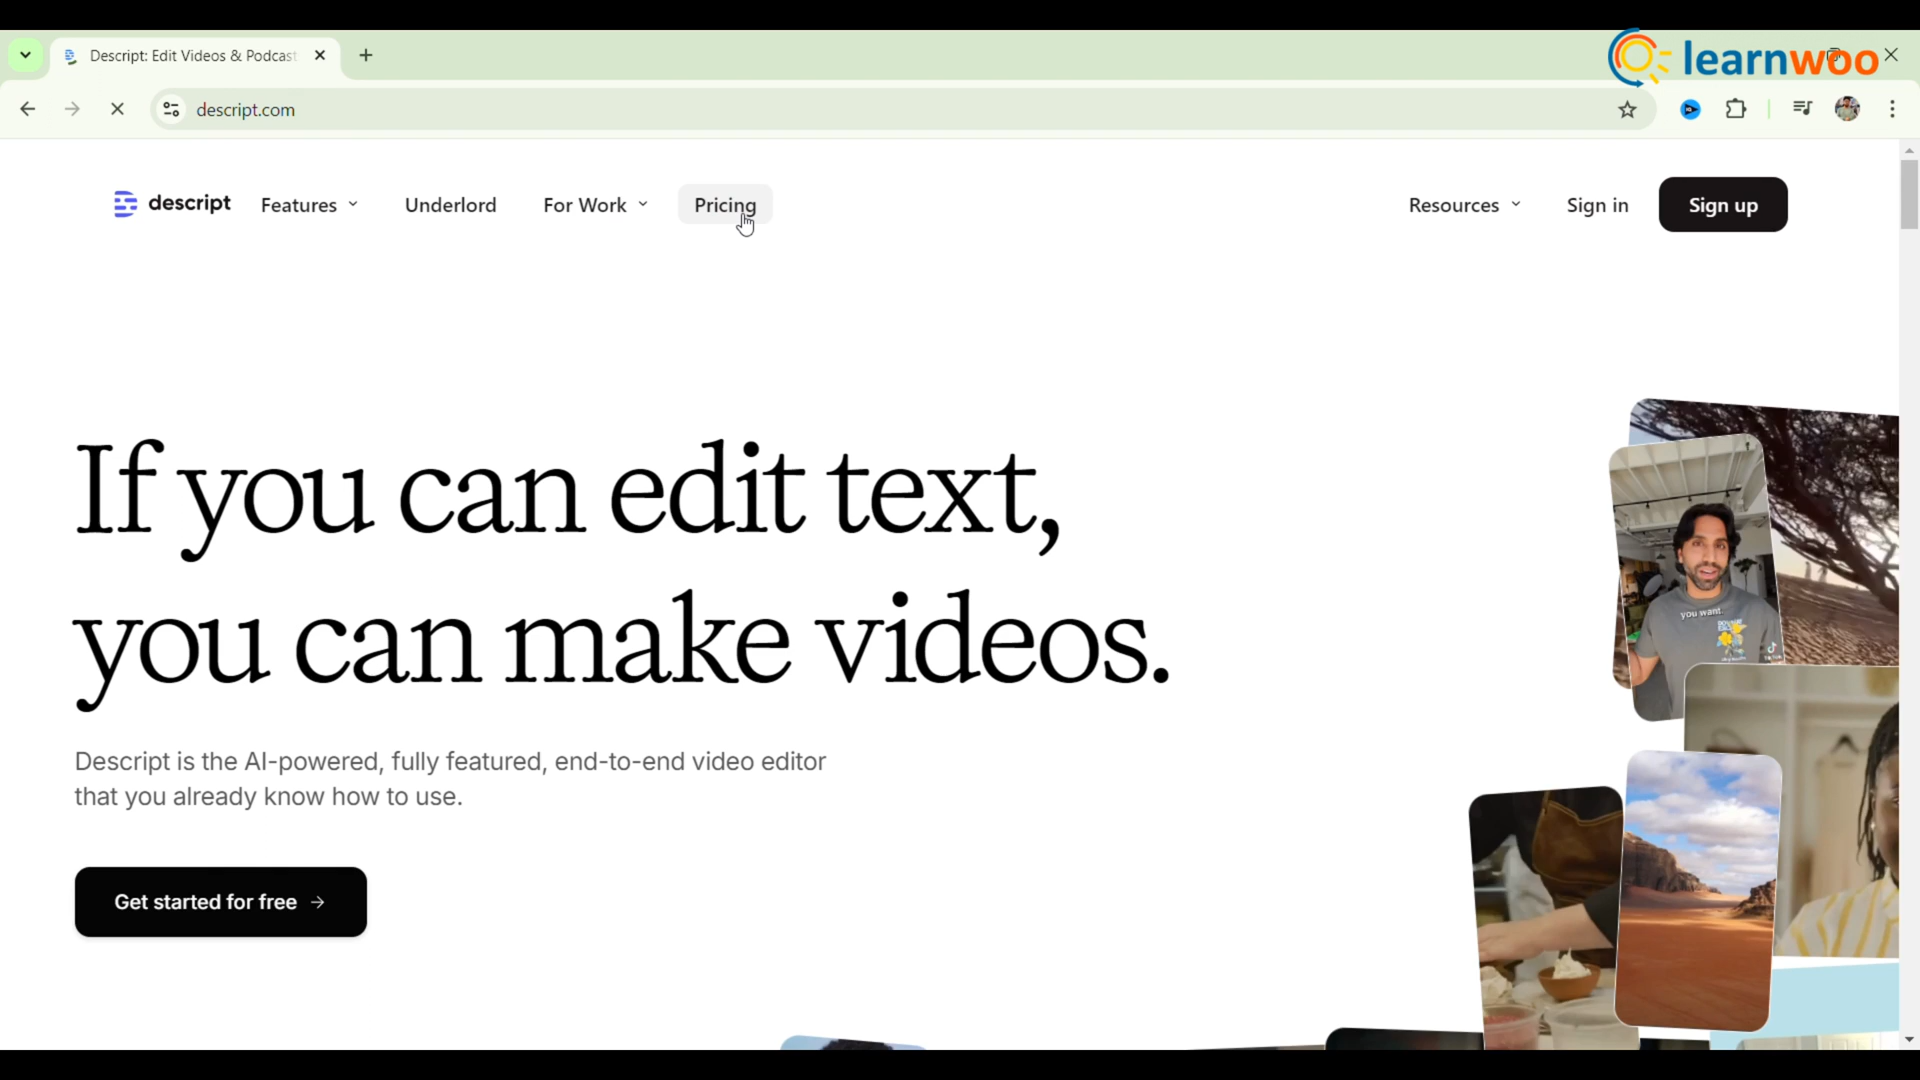 Descript: Edit Videos & Podcast
learnwoo
descript.com
descript
Features
Underlord
For Work
Pricing
Resources
Sign in
Sign up
If you can edit text,
you can make videos.
you want
Descript is the AI-powered, fully featured, end-to-end video editor
that you already know how to use.
Get started for free →